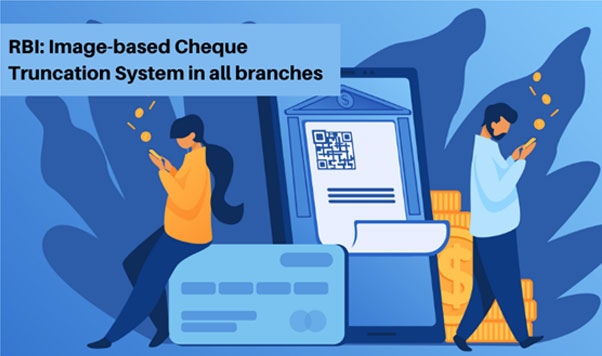 RBI: Image-based Cheque
Truncation System in all branches
$
$